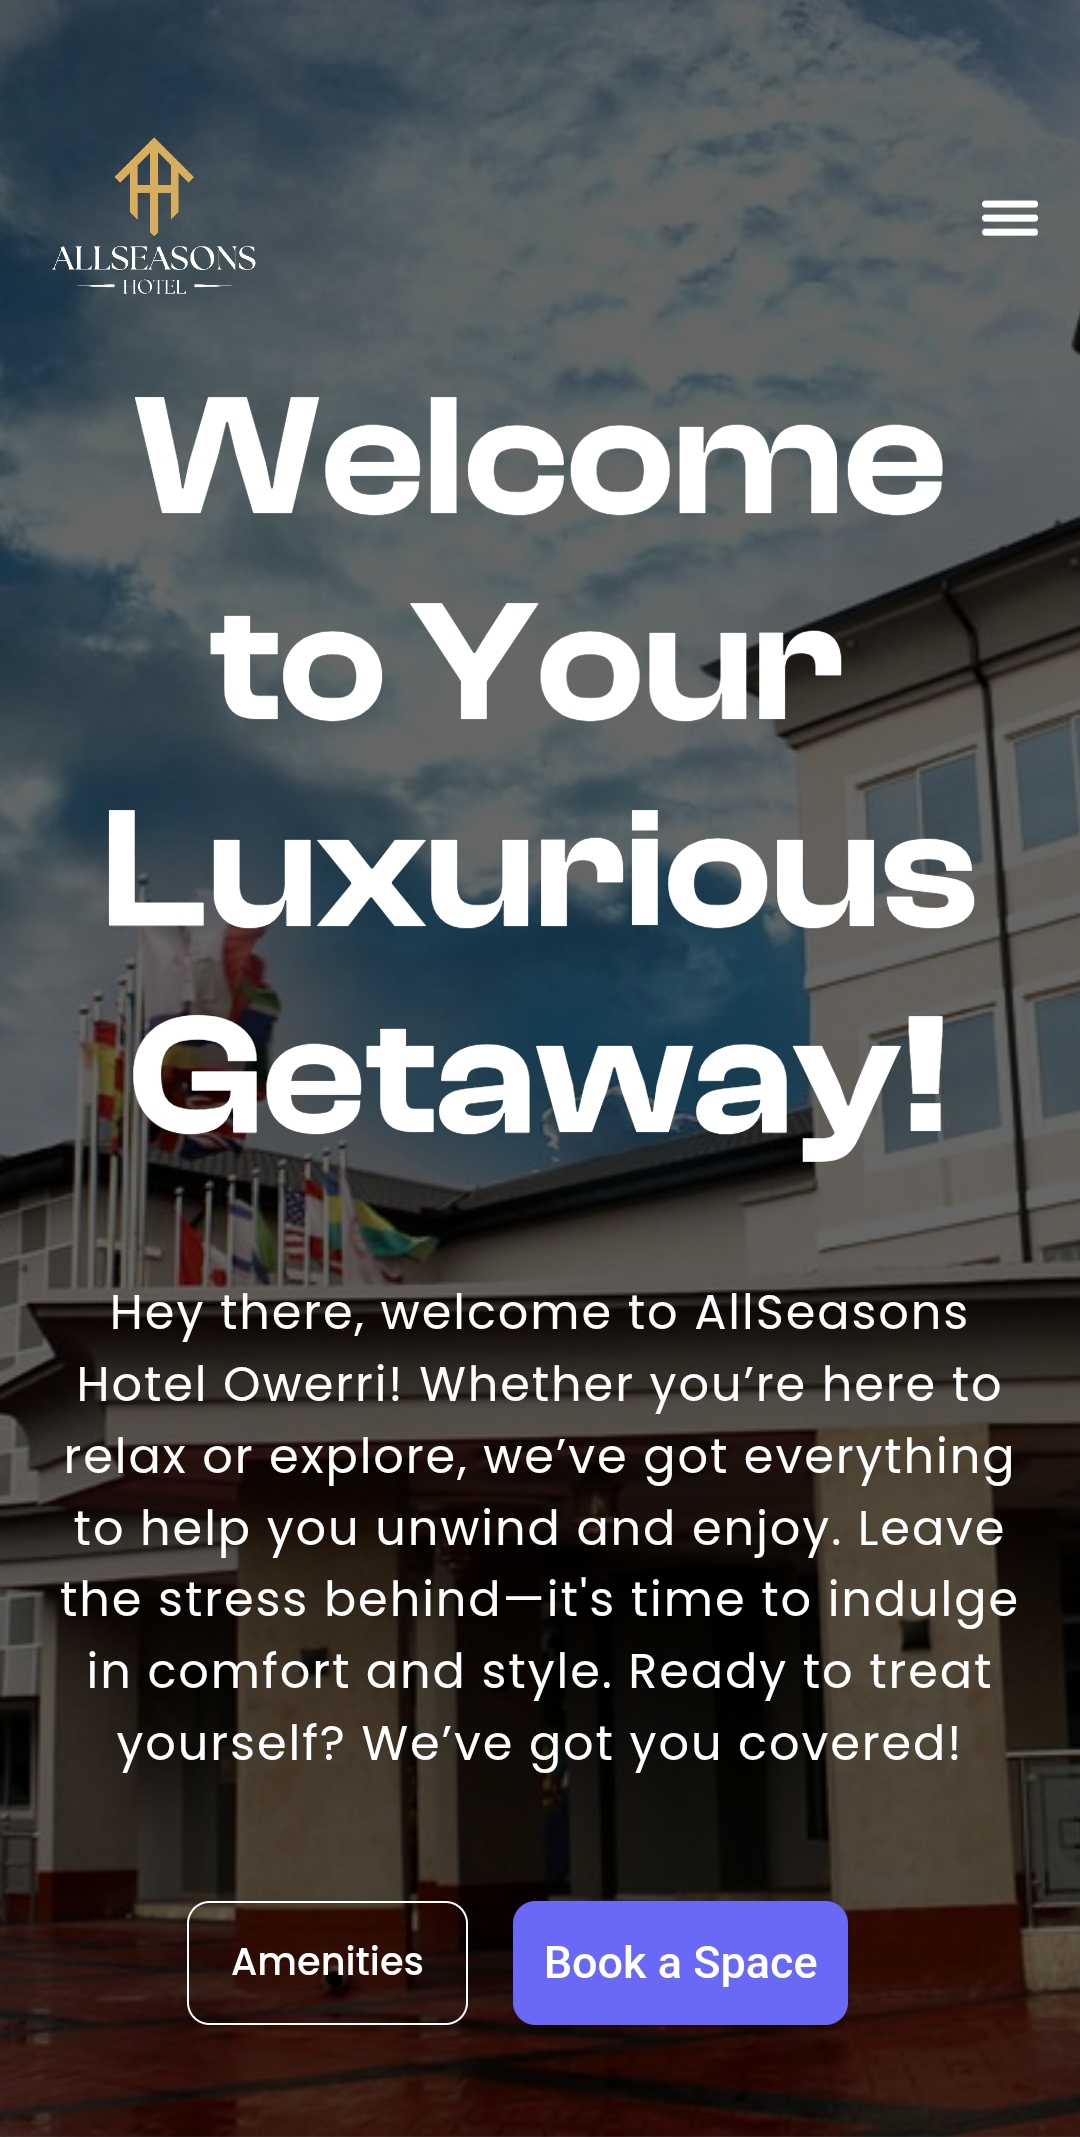 ALLSEASONS
HOTEL
Welcome
to Your
Luxurious
Getaway!
Hey there, welcome to AllSeasons
Hotel Owerri! Whether you’re here to
relax or explore, we’ve got everything
to help you unwind and enjoy. Leave
the stress behind—it's time to indulge
in comfort and style. Ready to treat
yourself? We’ve got you covered!
Amenities
Book a Space